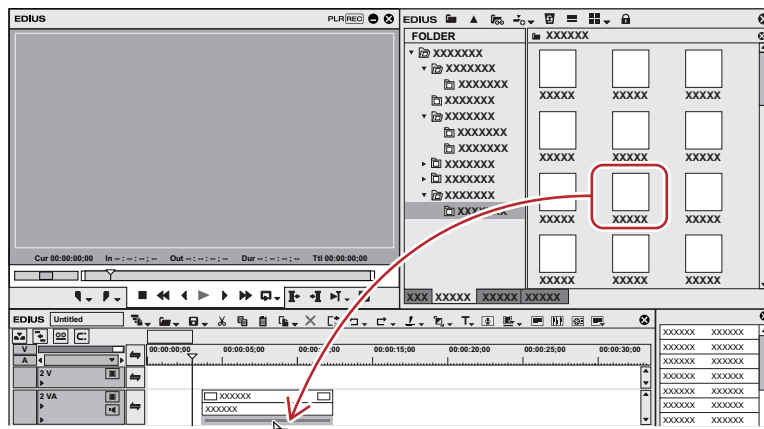 EDIUS PLR REC
Cur 00:00:00;00 In --:--:--;-- Out --:--:--;-- Dur --:--:--;-- Ttl 00:00:00;00
EDIUS
FOLDER
XXXXXXX
XXXXXXX
XXXXXXX
XXXXXXX
XXXXXXX
XXXXXXX
XXXXXXX
XXXXXXX
XXXXXXX
XXXXXXX
XXXXXX
XXXXX XXXXX XXXXX
XXXXX XXXXX XXXXX
XXXXX XXXXX XXXXX
XXXXX XXXXX XXXXX
XXX XXXXX XXXXX XXXXX
EDIUS Untitled
V
A
00:00:00;00 00:00:05;00 00:00:15;00 00:00:20;00 00:00:25;00 00:00:30;00
2 V
2 VA
XXXXXX
XXXXXX
XXXXXX XXXXXX
XXXXXX XXXXXX
XXXXXX XXXXXX
XXXXXX XXXXXX
XXXXXX XXXXXX
XXXXXX XXXXXX
XXXXXX XXXXXX